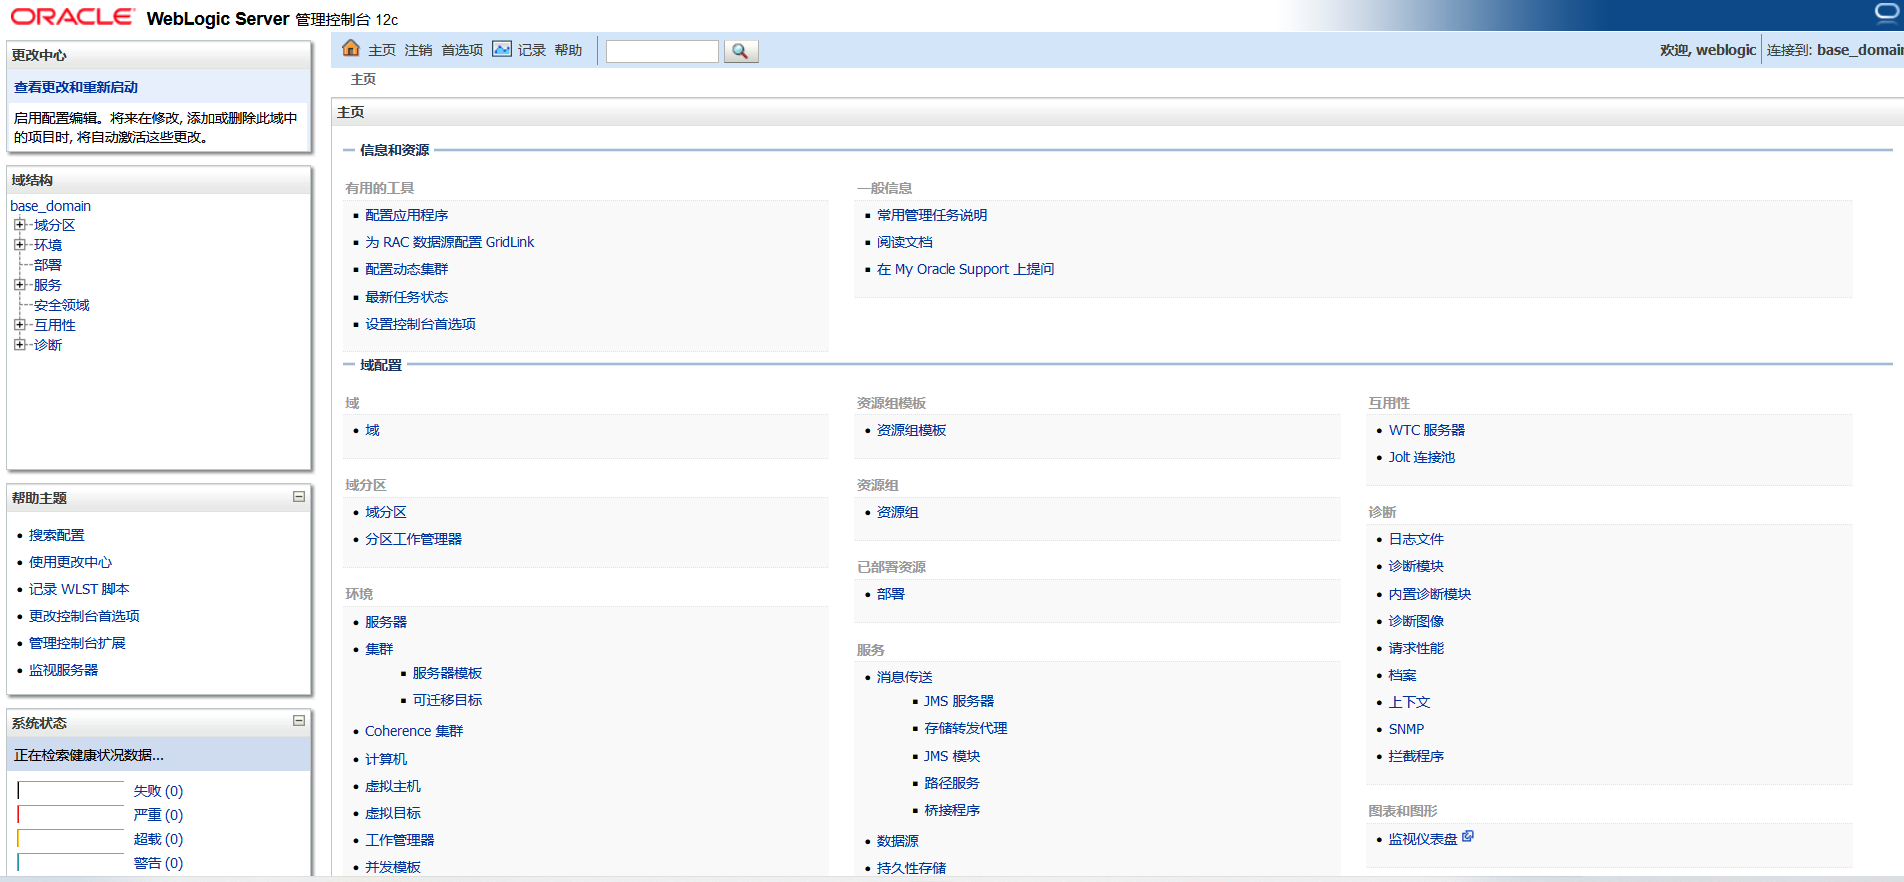 ORACLE WebLogic Server 管理控制台 12c
更改中心
查看更改和重新启动
启用配置编辑。将来在修改, 添加或删除此域中
的项目时, 将自动激活这些更改。
域结构
base_domain
域分区
环境
部署
服务
安全领域
互用性
诊断
帮助主题
搜索配置
使用更改中心
记录 WLST 脚本
更改控制台首选项
管理控制台扩展
监视服务器
系统状态
正在检索健康状况数据...
失败 (0)
严重 (0)
超载 (0)
警告 (0)
主页 注销 首选项 记录 帮助
欢迎, weblogic 连接到: base_domain
主页
主页
信息和资源
有用的工具
配置应用程序
为 RAC 数据源配置 GridLink
配置动态集群
最新任务状态
设置控制台首选项
一般信息
常用管理任务说明
阅读文档
在 My Oracle Support 上提问
域配置
域
域
域分区
域分区
分区工作管理器
环境
服务器
集群
服务器模板
可迁移目标
Coherence 集群
计算机
虚拟主机
虚拟目标
工作管理器
并发模板
资源组模板
资源组模板
资源组
资源组
已部署资源
部署
服务
消息传送
JMS 服务器
存储转发代理
JMS 模块
路径服务
桥接程序
数据源
持久性存储
互用性
WTC 服务器
Jolt 连接池
诊断
日志文件
诊断模块
内置诊断模块
诊断图像
请求性能
档案
上下文
SNMP
拦截程序
图表和图形
监视仪表盘